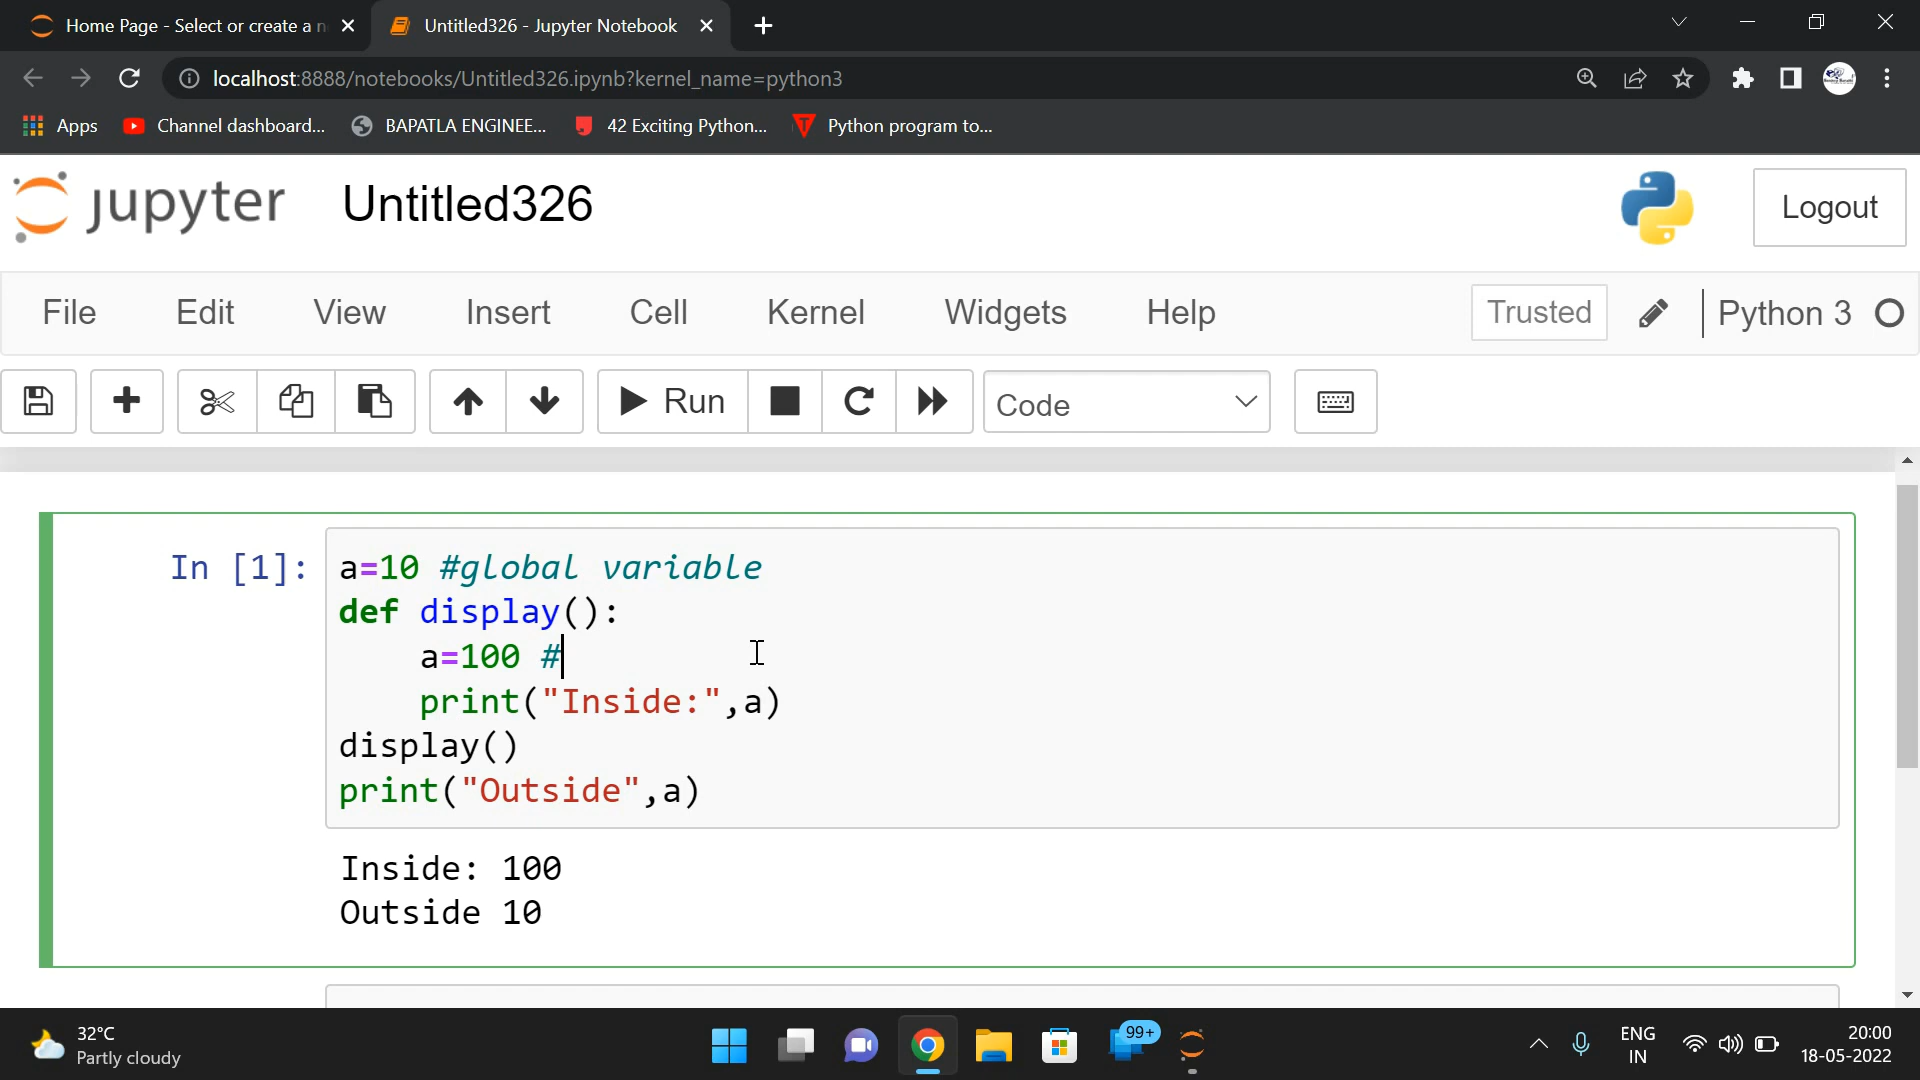 Home Page - Select or create a n
Untitled326 - Jupyter Notebook
localhost:8888/notebooks/Untitled326.ipynb?kernel_name=python3
Apps
Channel dashboard...
BAPATLA ENGINEE...
42 Exciting Python...
Python program to...
jupyter Untitled326
Logout
File Edit View Insert Cell Kernel Widgets Help
Trusted
Python 3
Run
Code
In [1]:
a=10 #global variable
def display():
    a=100 #
    print("Inside:",a)
display()
print("Outside",a)
Inside: 100
Outside 10
32°C
Partly cloudy
99+
ENG
IN
20:00
18-05-2022